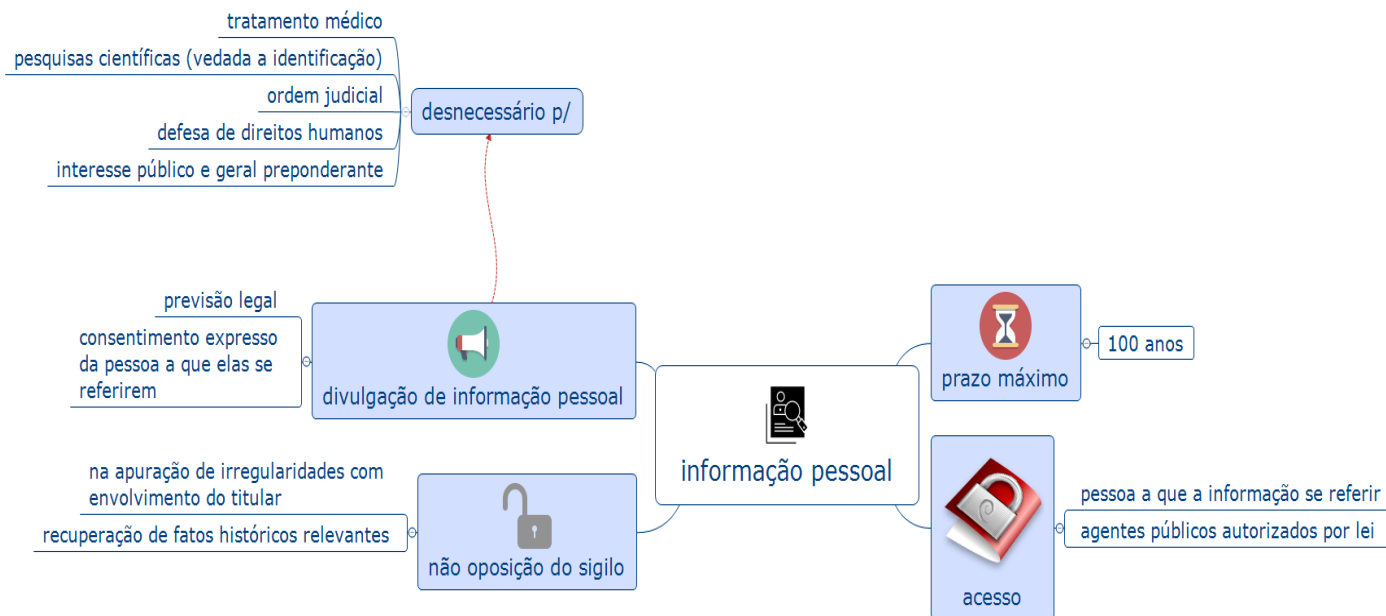 tratamento médico
pesquisas científicas (vedada a identificação)
ordem judicial
defesa de direitos humanos
interesse público e geral preponderante
desnecessário p/
previsão legal
consentimento expresso
da pessoa a que elas se
referirem
divulgação de informação pessoal
na apuração de irregularidades com
envolvimento do titular
recuperação de fatos históricos relevantes
não oposição do sigilo
informação pessoal
prazo máximo
100 anos
acesso
pessoa a que a informação se referir
agentes públicos autorizados por lei